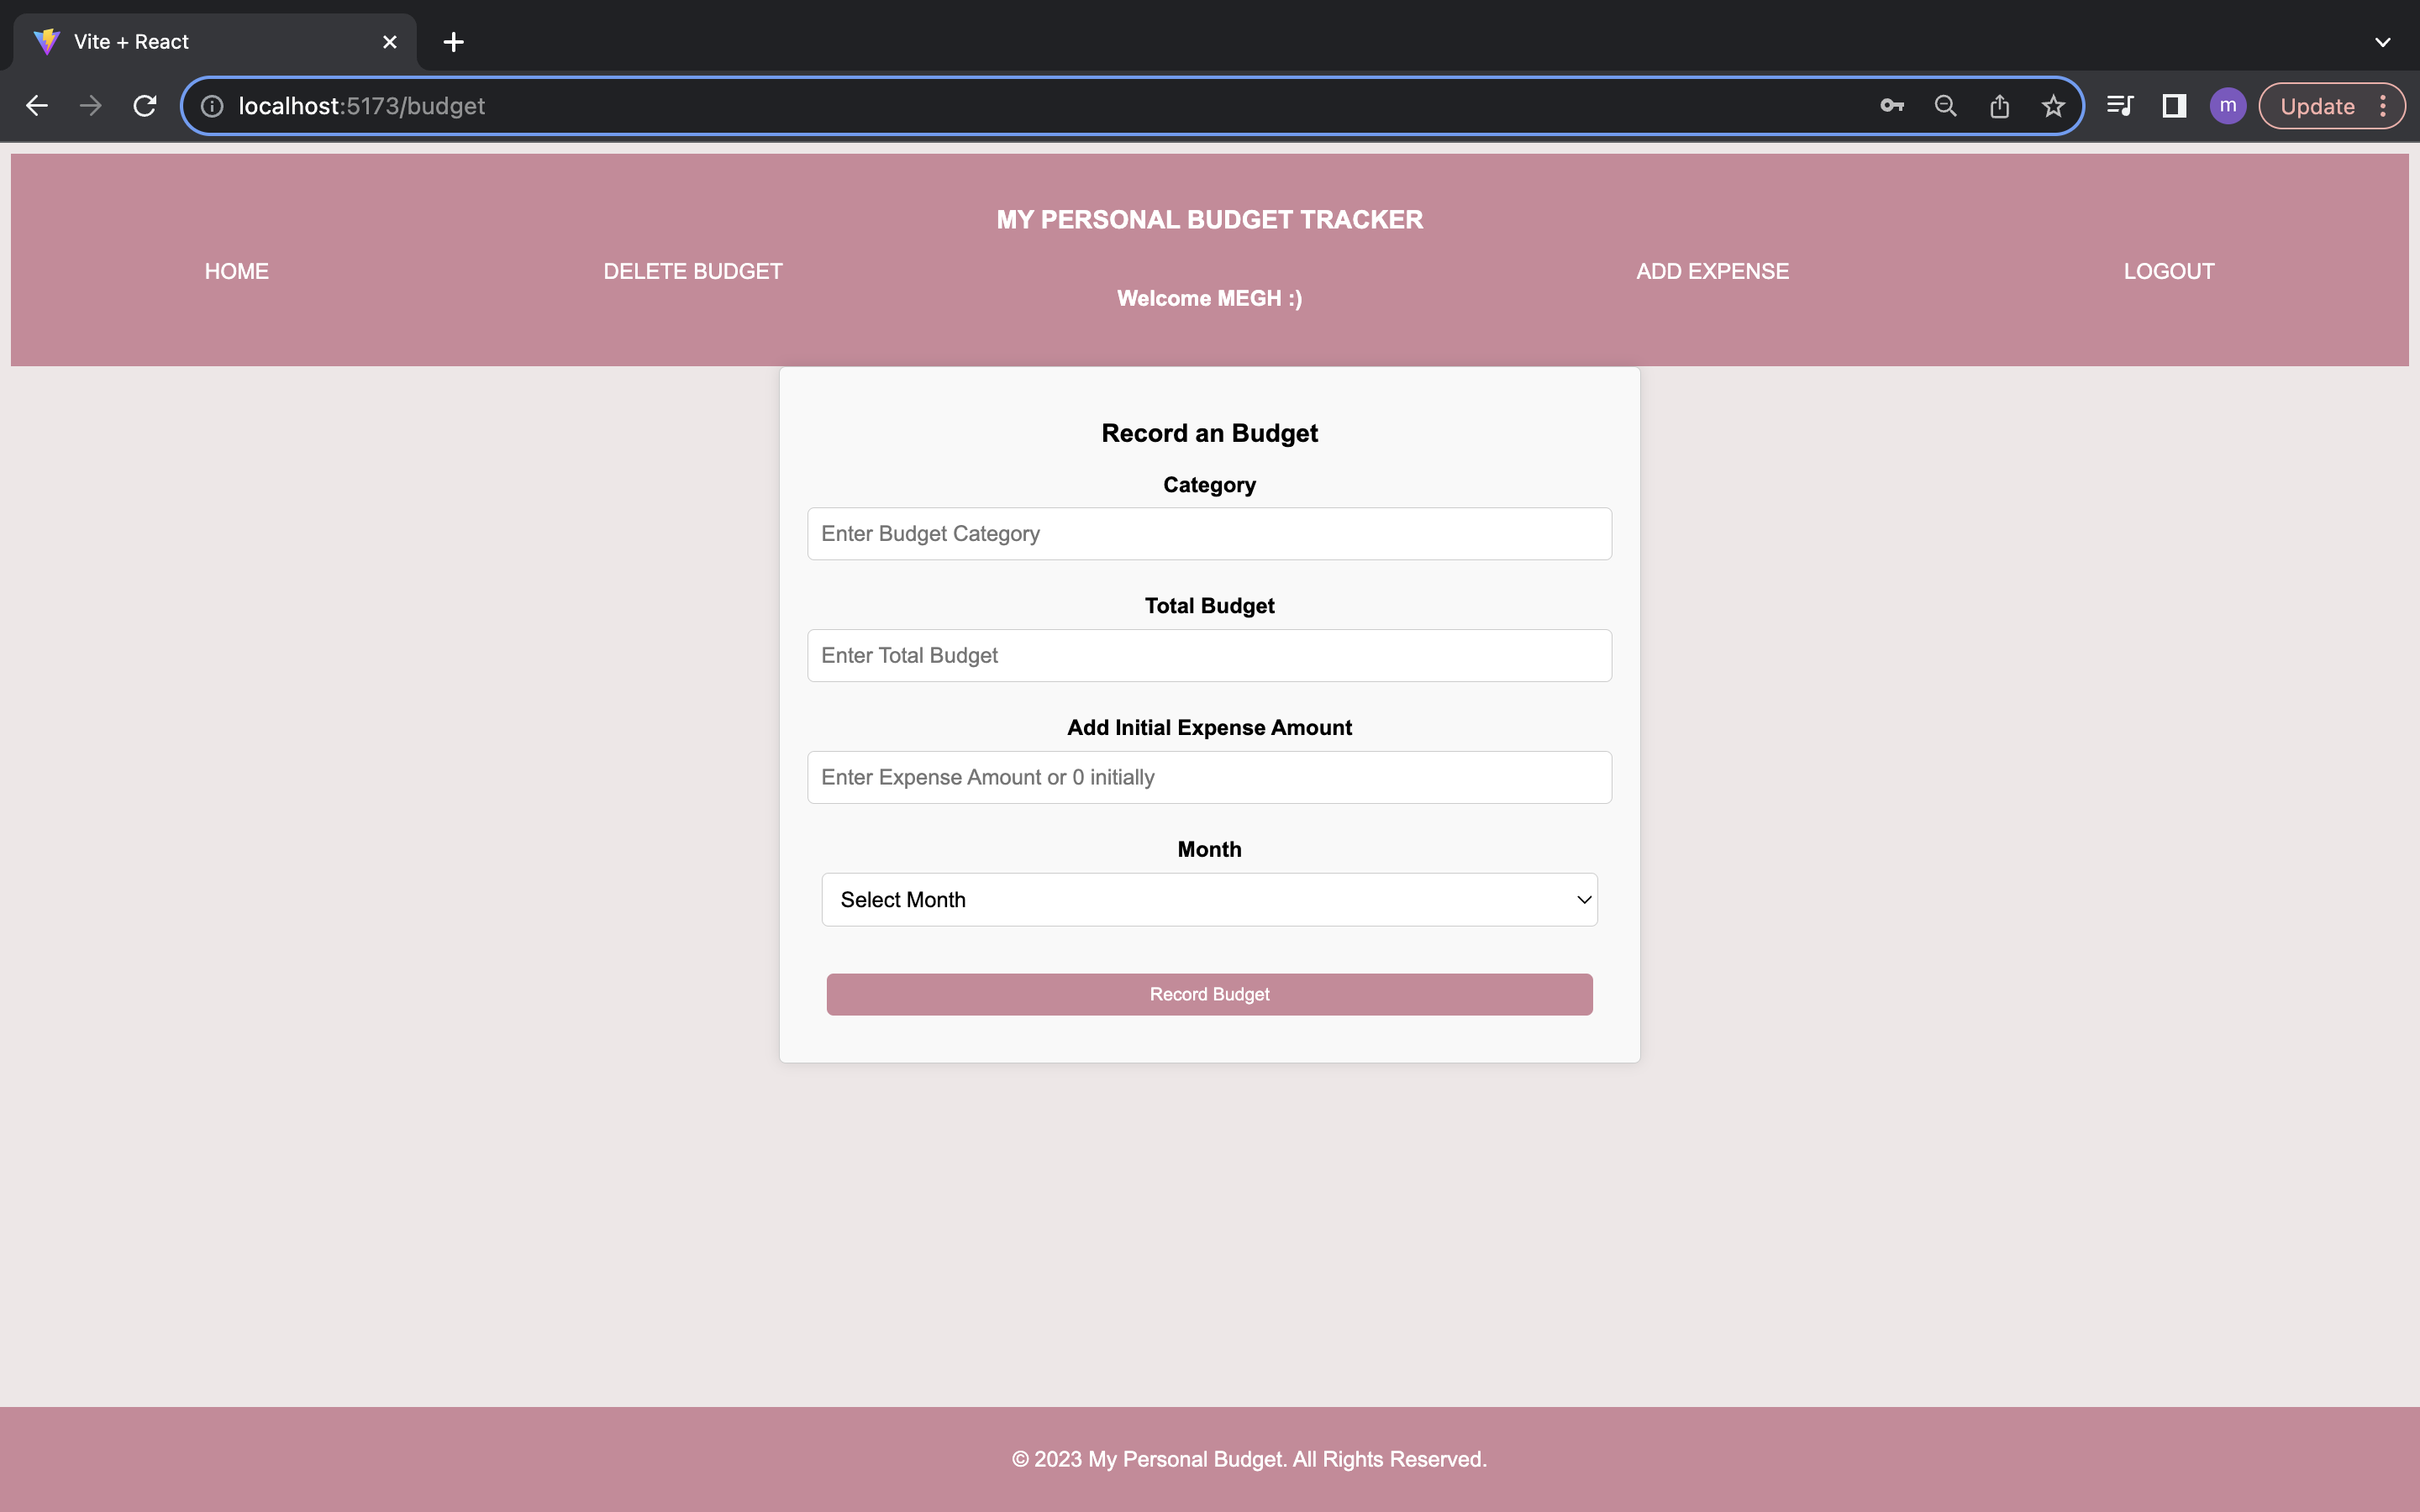 Vite + React
localhost:5173/budget
m
Update
MY PERSONAL BUDGET TRACKER
HOME
DELETE BUDGET
Welcome MEGH :)
ADD EXPENSE
LOGOUT
Record an Budget
Category
Enter Budget Category
Total Budget
Enter Total Budget
Add Initial Expense Amount
Enter Expense Amount or 0 initially
Month
Select Month
Record Budget
© 2023 My Personal Budget. All Rights Reserved.